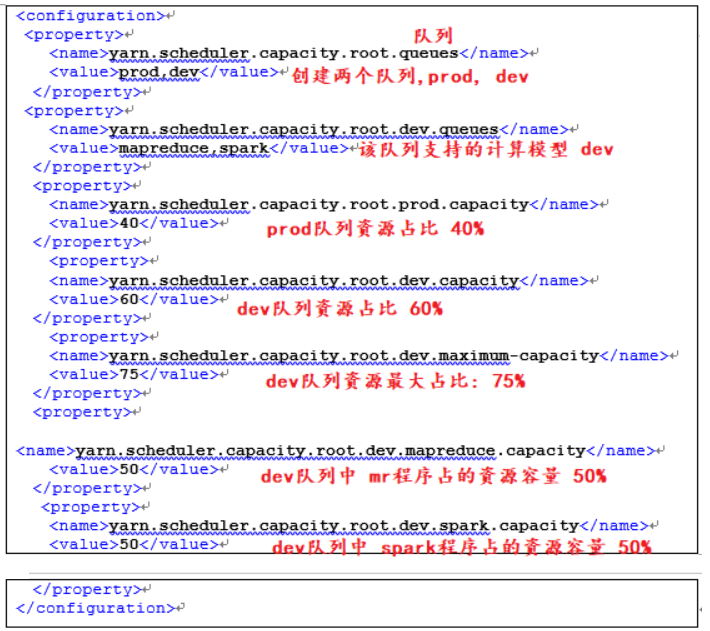 <configuration>↵
<property>↵ 队列
<name>yarn.scheduler.capacity.root.queues</name>↵
<value>prod,dev</value>↵ 创建两个队列,prod, dev
</property>↵
<property>↵
<name>yarn.scheduler.capacity.root.dev.queues</name>↵
<value>mapreduce,spark</value>↵ 该队列支持的计算模型 dev
</property>↵
<property>↵
<name>yarn.scheduler.capacity.root.prod.capacity</name>↵
<value>40</value>↵ prod队列资源占比 40%
</property>↵
<property>↵
<name>yarn.scheduler.capacity.root.dev.capacity</name>↵
<value>60</value>↵ dev队列资源占比 60%
</property>↵
<property>↵
<name>yarn.scheduler.capacity.root.dev.maximum-capacity</name>↵
<value>75</value>↵ dev队列资源最大占比: 75%
</property>↵
<property>↵
<name>yarn.scheduler.capacity.root.dev.mapreduce.capacity</name>↵
<value>50</value>↵ dev队列中 mr程序占的资源容量 50%
</property>↵
<property>↵
<name>yarn.scheduler.capacity.root.dev.spark.capacity</name>↵
<value>50</value>↵ dev队列中 spark程序占的资源容量 50%
</property>↵
</configuration>↵